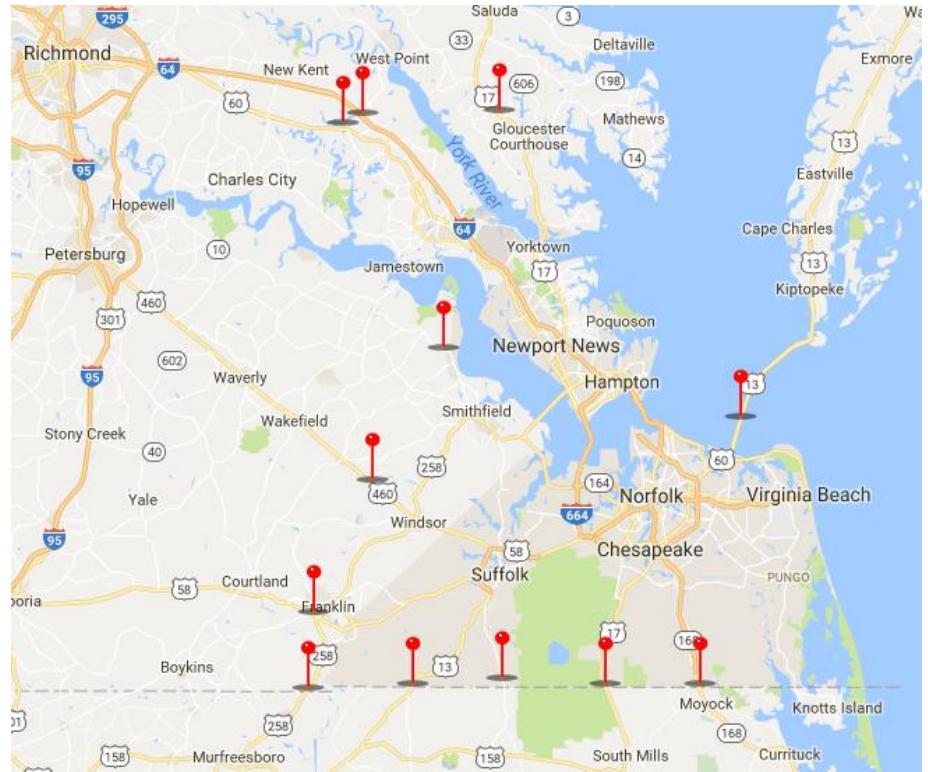 295
Saluda
3
Wa
Richmond
33
Deltaville
Exmore
64
New Kent
West Point
60
17
606
198
Mathews
Gloucester
Courthouse
13
14
95
York River
Charles City
Eastville
Hopewell
64
Cape Charles
10
Petersburg
Yorktown
Jamestown
17
13
Kiptopeke
460
301
Poquoson
Newport News
602
95
Waverly
Hampton
13
Smithfield
Wakefield
Stony Creek
40
258
60
460
164
Norfolk
Virginia Beach
Yale
Windsor
664
95
58
Chesapeake
Suffolk
PUNGO
Courtland
58
oria
Franklin
17
168
258
13
Boykins
Moyock
Knotts Island
01
258
168
158
Murfreesboro
158
South Mills
Currituck